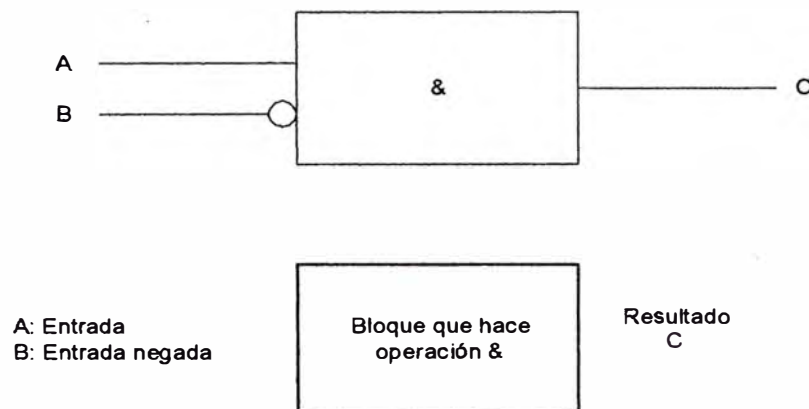 A
&
C
B
A: Entrada
B: Entrada negada
Bloque que hace
operación &
Resultado
C